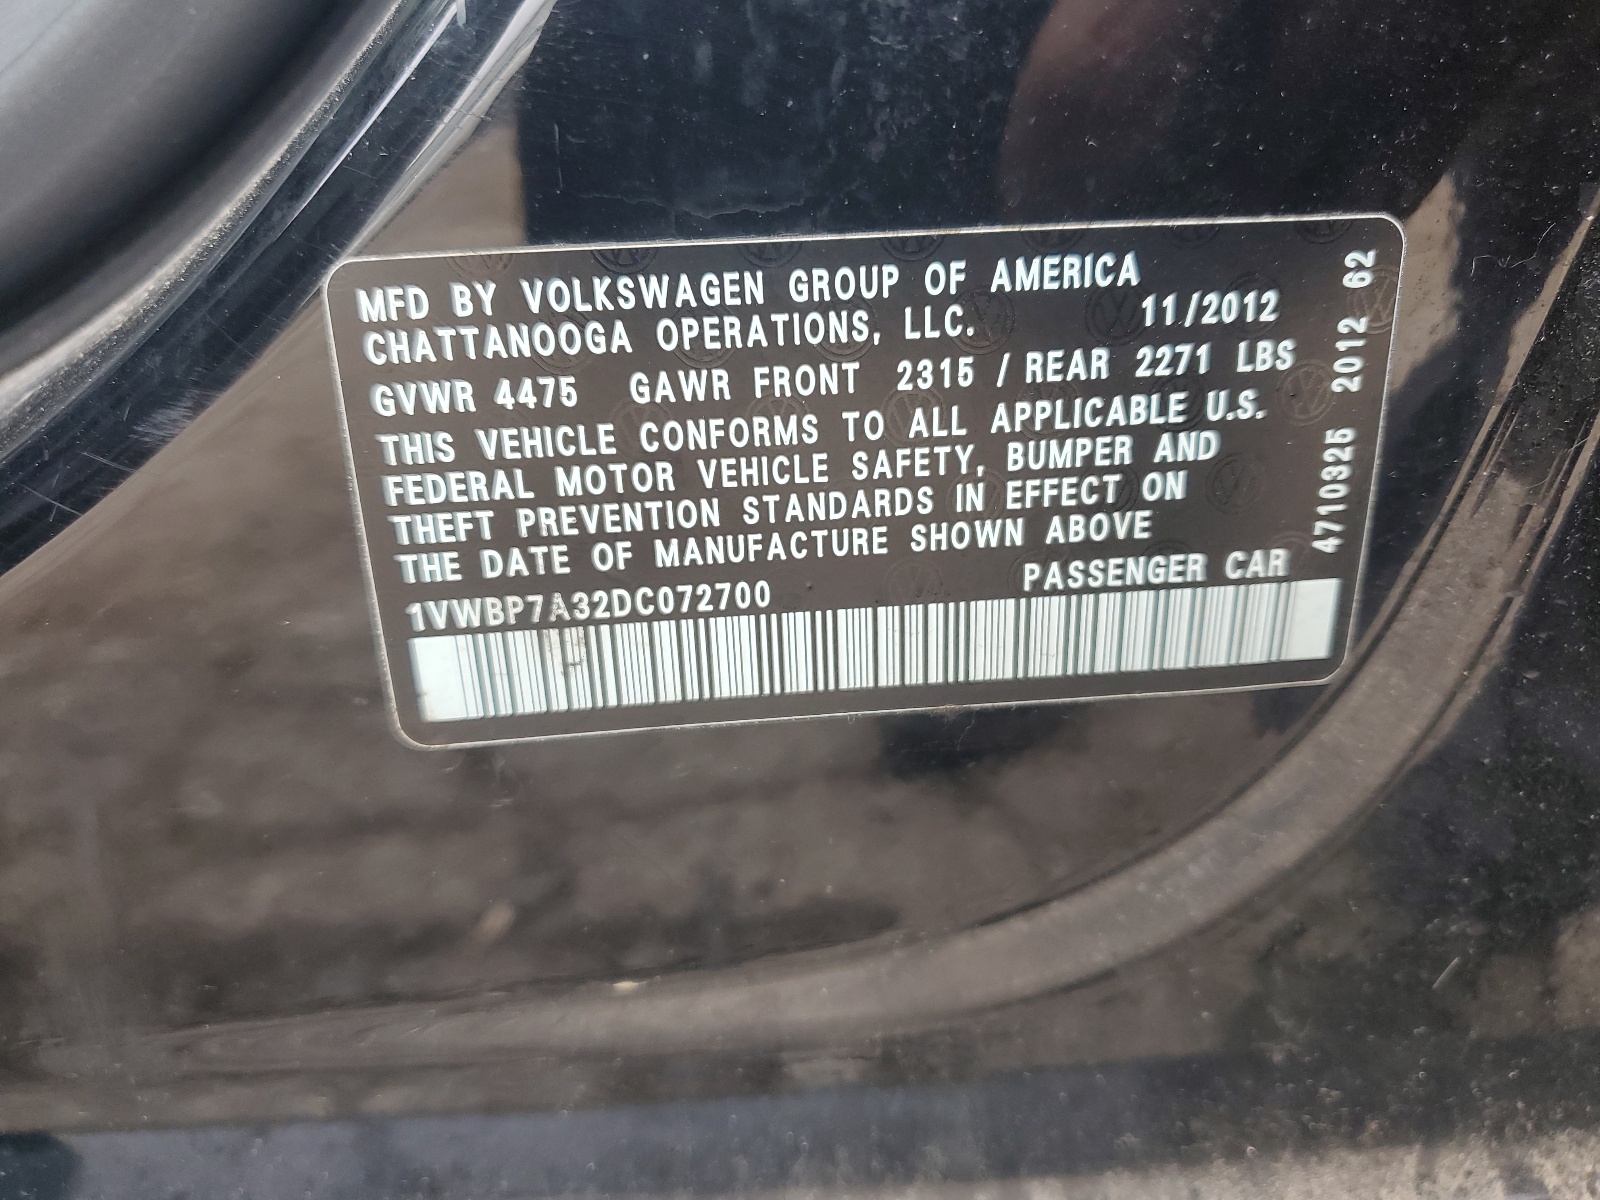 MFD BY VOLKSWAGEN GROUP OF AMERICA
CHATTANOOGA OPERATIONS, LLC. 11/2012
GVWR 4475 GAWR FRONT 2315 / REAR 2271 LBS
THIS VEHICLE CONFORMS TO ALL APPLICABLE U.S.
FEDERAL MOTOR VEHICLE SAFETY, BUMPER AND
THEFT PREVENTION STANDARDS IN EFFECT ON
THE DATE OF MANUFACTURE SHOWN ABOVE
1VWBP7A32DC072700 PASSENGER CAR
4710325 2012 62